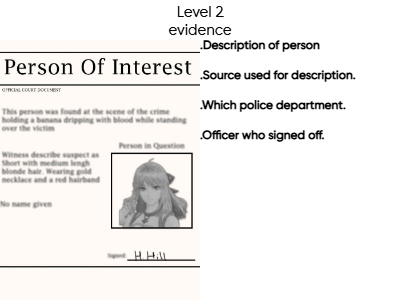 Level 2
evidence
Person Of Interest
OFFICIAL COURT DOCUMENT
This person was found at the scene of the crime
holding a banana dripping with blood while standing
over the victim
Person in Question
Witness describe suspect as
Short with medium lengh
blonde hair. Wearing gold
necklace and a red hairband
No name given
Signed: H Hill
.Description of person
.Source used for description.
.Which police department.
.Officer who signed off.